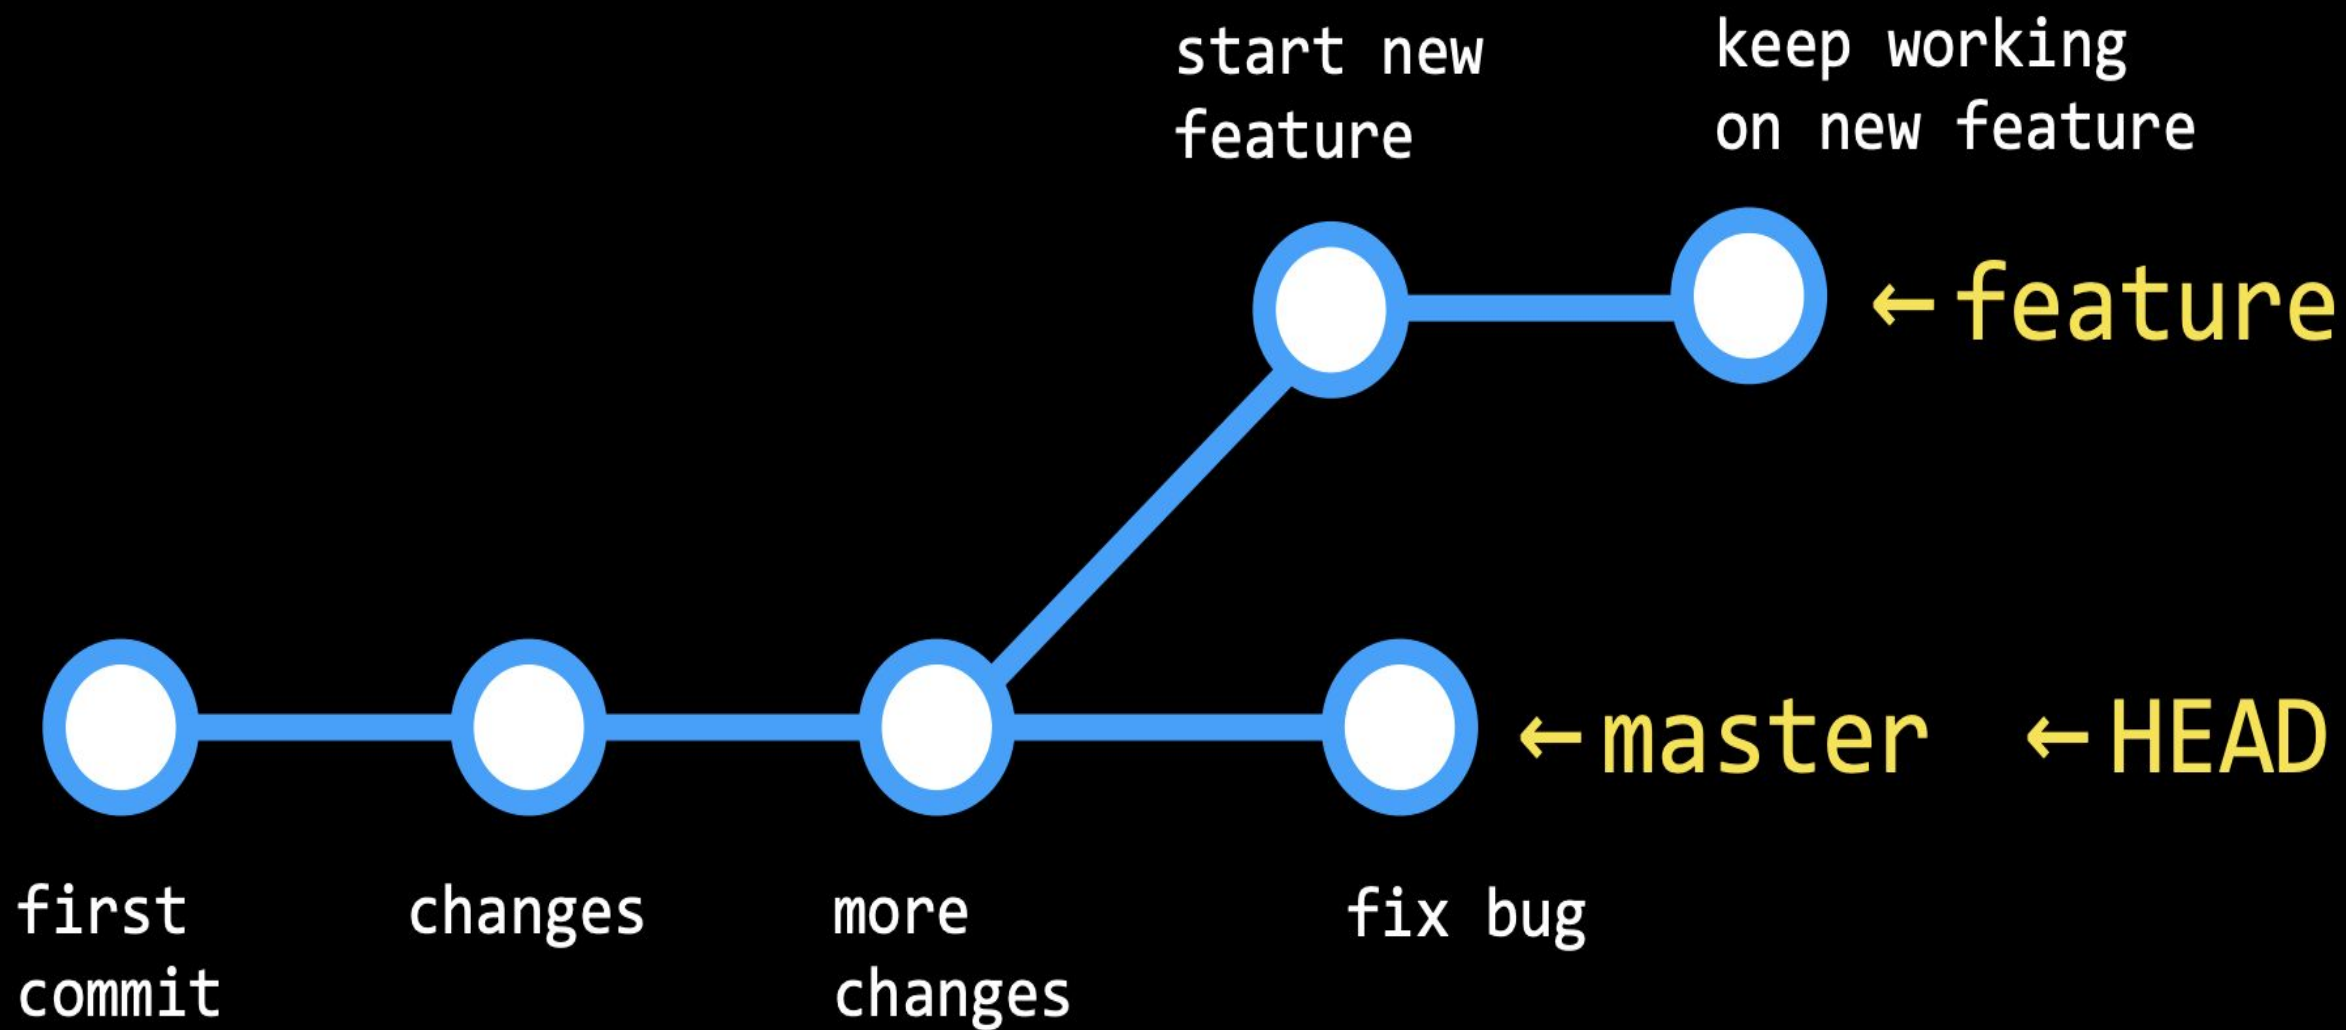 start new
feature
keep working
on new feature
←feature
←master ←HEAD
first
commit
changes
more
changes
fix bug